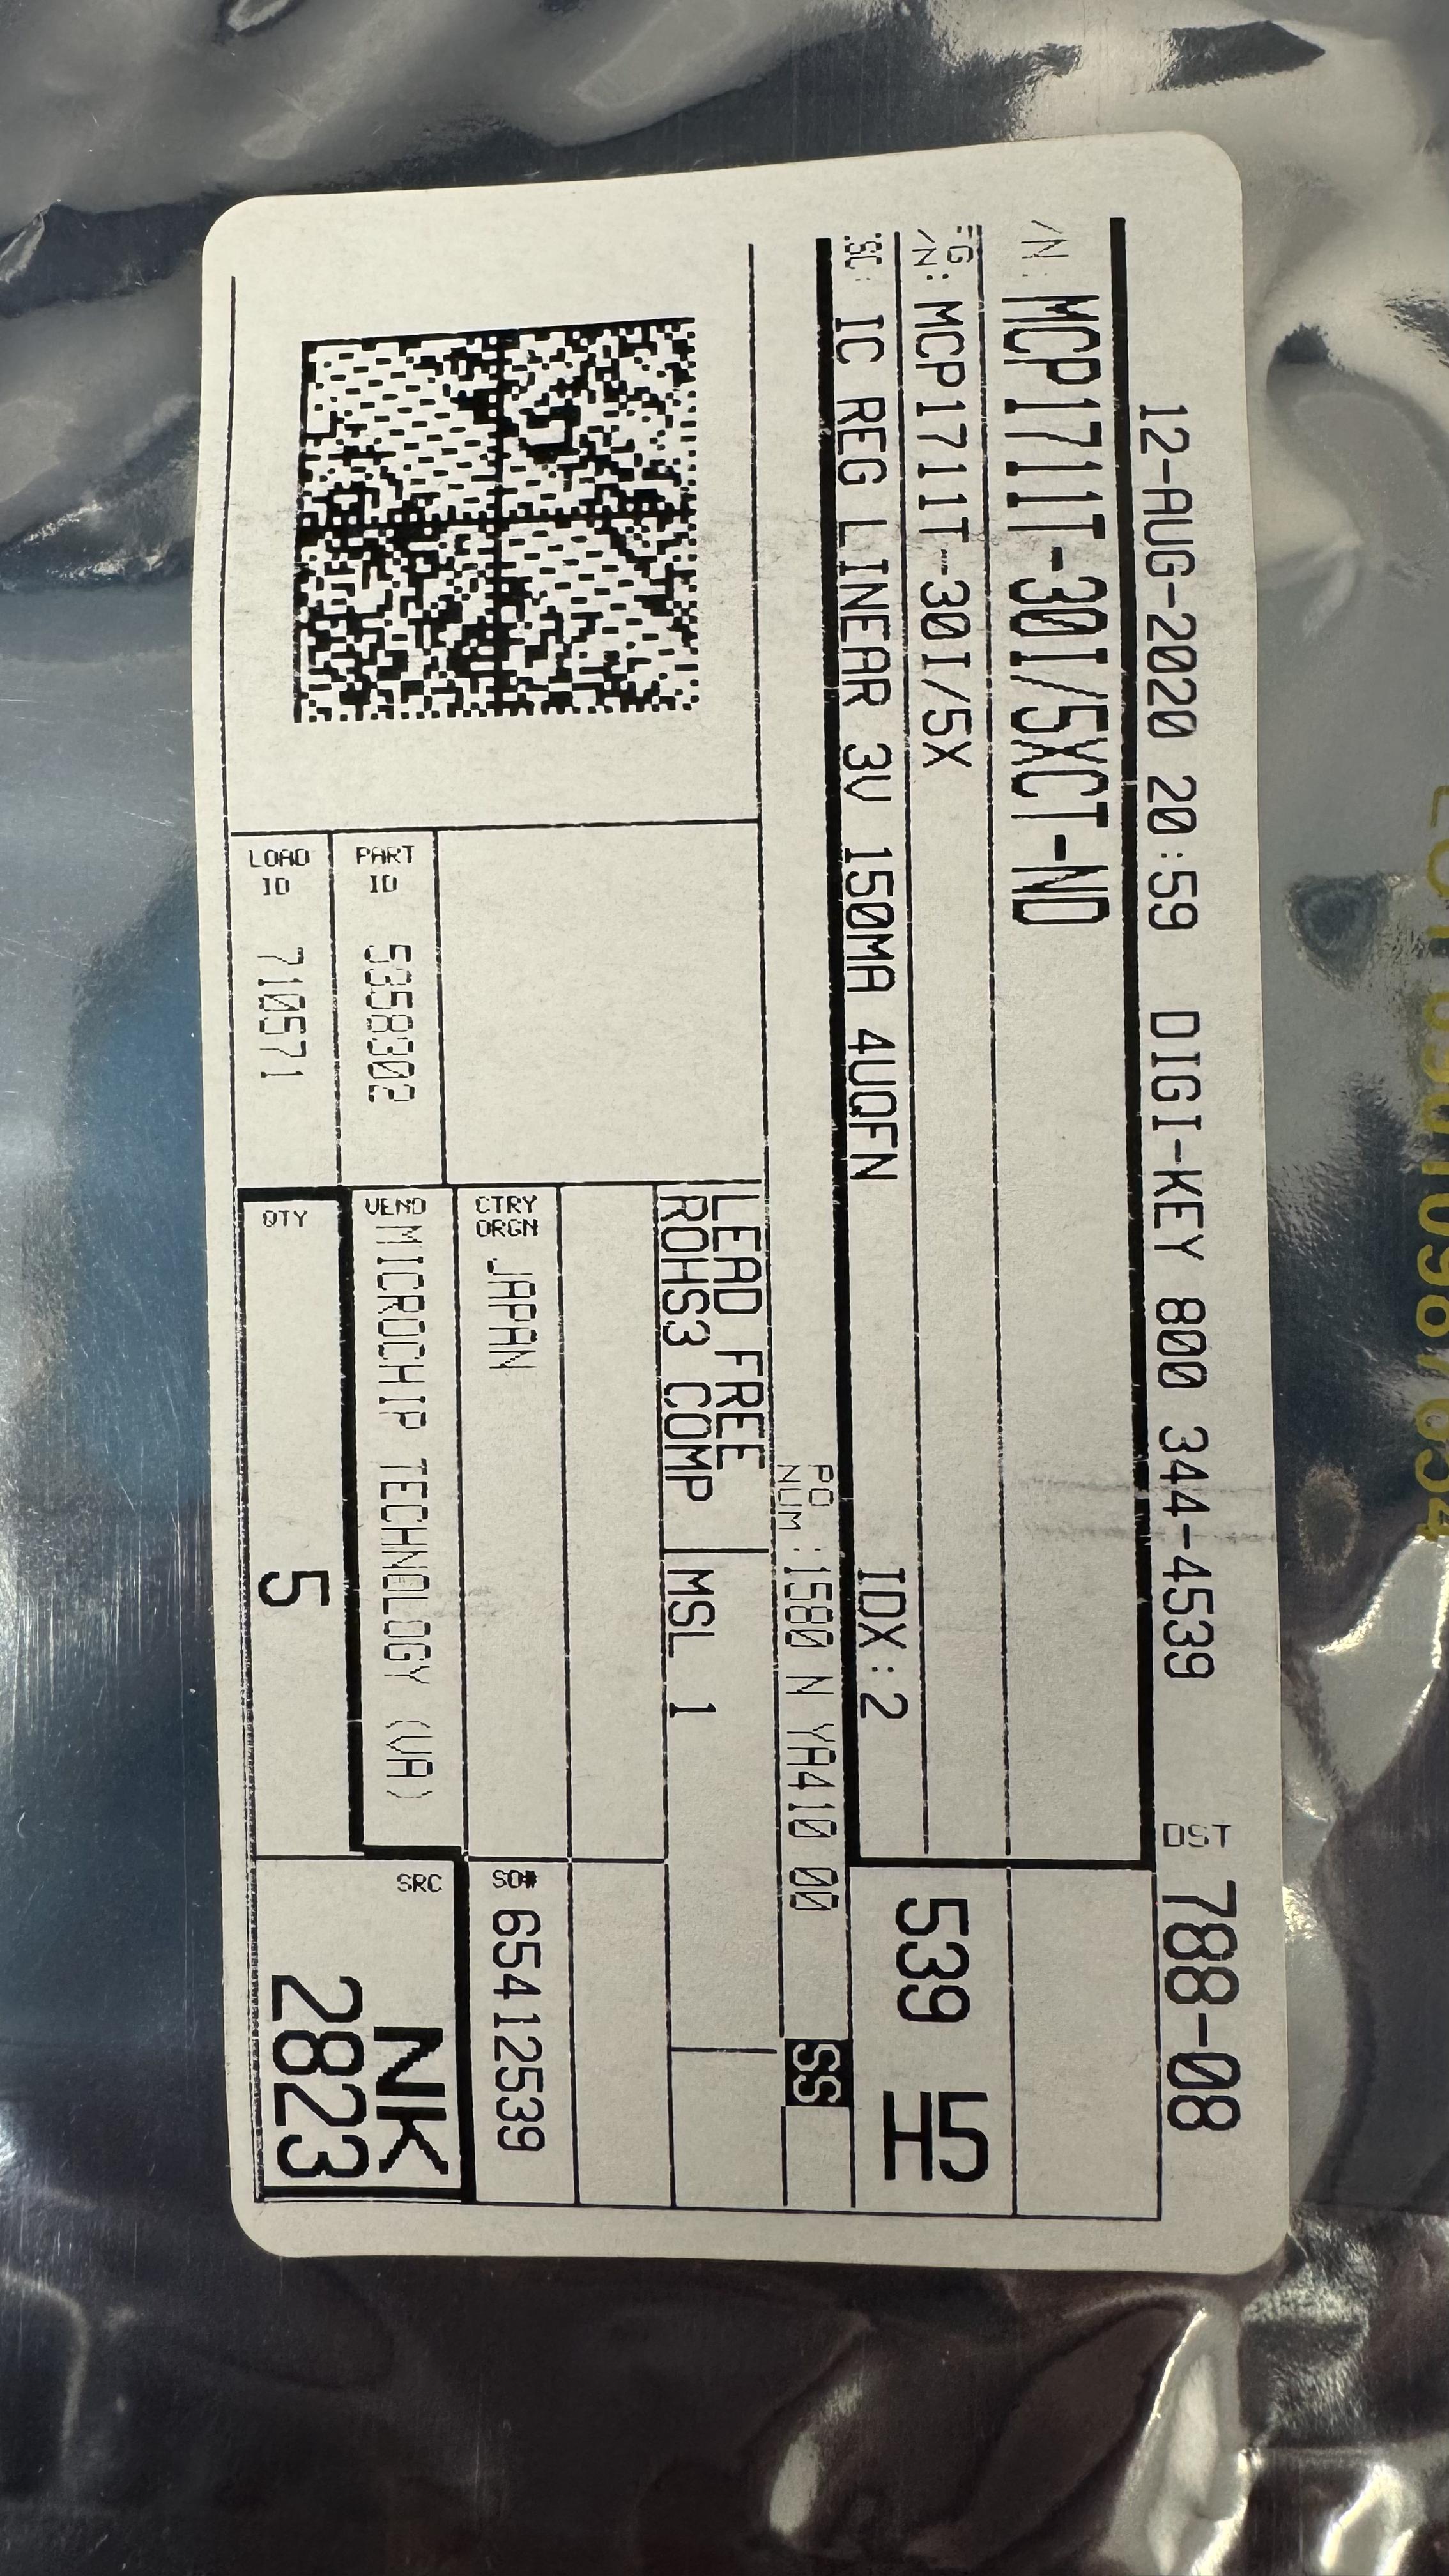 12-AUG-2020 20:59 DIGI-KEY 800 344-4539 DST 788-08
/N: MCP1711T-30I/5XCT-ND
FG
/N: MCP1711T-30I/5X
539 H5
SC: IC REG LINEAR 3V 150MA 4UQFN IDX:2
PO
NUM :1580 N YA410 00 SS
LEAD FREE
ROHS3 COMP MSL 1
CTRY
ORGN JAPAN
SO# 65412539
PART
ID 5358302
VEND MICROCHIP TECHNOLOGY (VA)
LOAD
ID 710571
QTY 5
SRC NK
2823